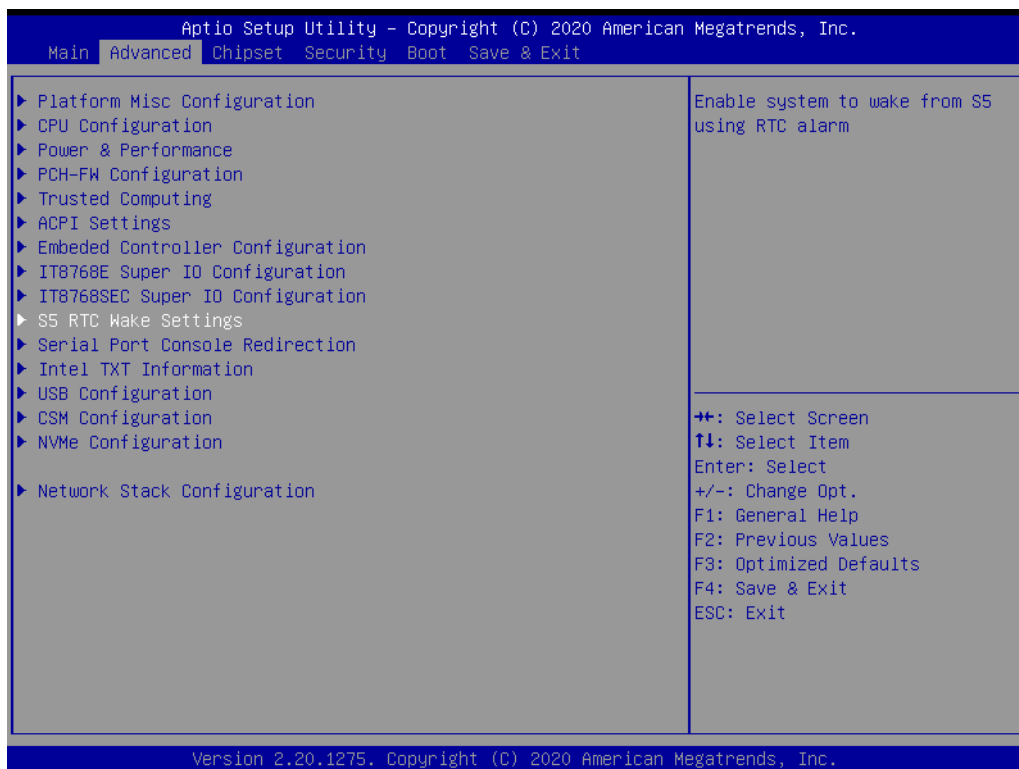 Aptio Setup Utility – Copyright (C) 2020 American Megatrends, Inc.
Main Advanced Chipset Security Boot Save & Exit
▶ Platform Misc Configuration
▶ CPU Configuration
▶ Power & Performance
▶ PCH-FW Configuration
▶ Trusted Computing
▶ ACPI Settings
▶ Embeded Controller Configuration
▶ IT8768E Super IO Configuration
▶ IT8768SEC Super IO Configuration
▶ S5 RTC Wake Settings
▶ Serial Port Console Redirection
▶ Intel TXT Information
▶ USB Configuration
▶ CSM Configuration
▶ NVMe Configuration
▶ Network Stack Configuration
Enable system to wake from S5
using RTC alarm
→←: Select Screen
↑↓: Select Item
Enter: Select
+/-: Change Opt.
F1: General Help
F2: Previous Values
F3: Optimized Defaults
F4: Save & Exit
ESC: Exit
Version 2.20.1275. Copyright (C) 2020 American Megatrends, Inc.